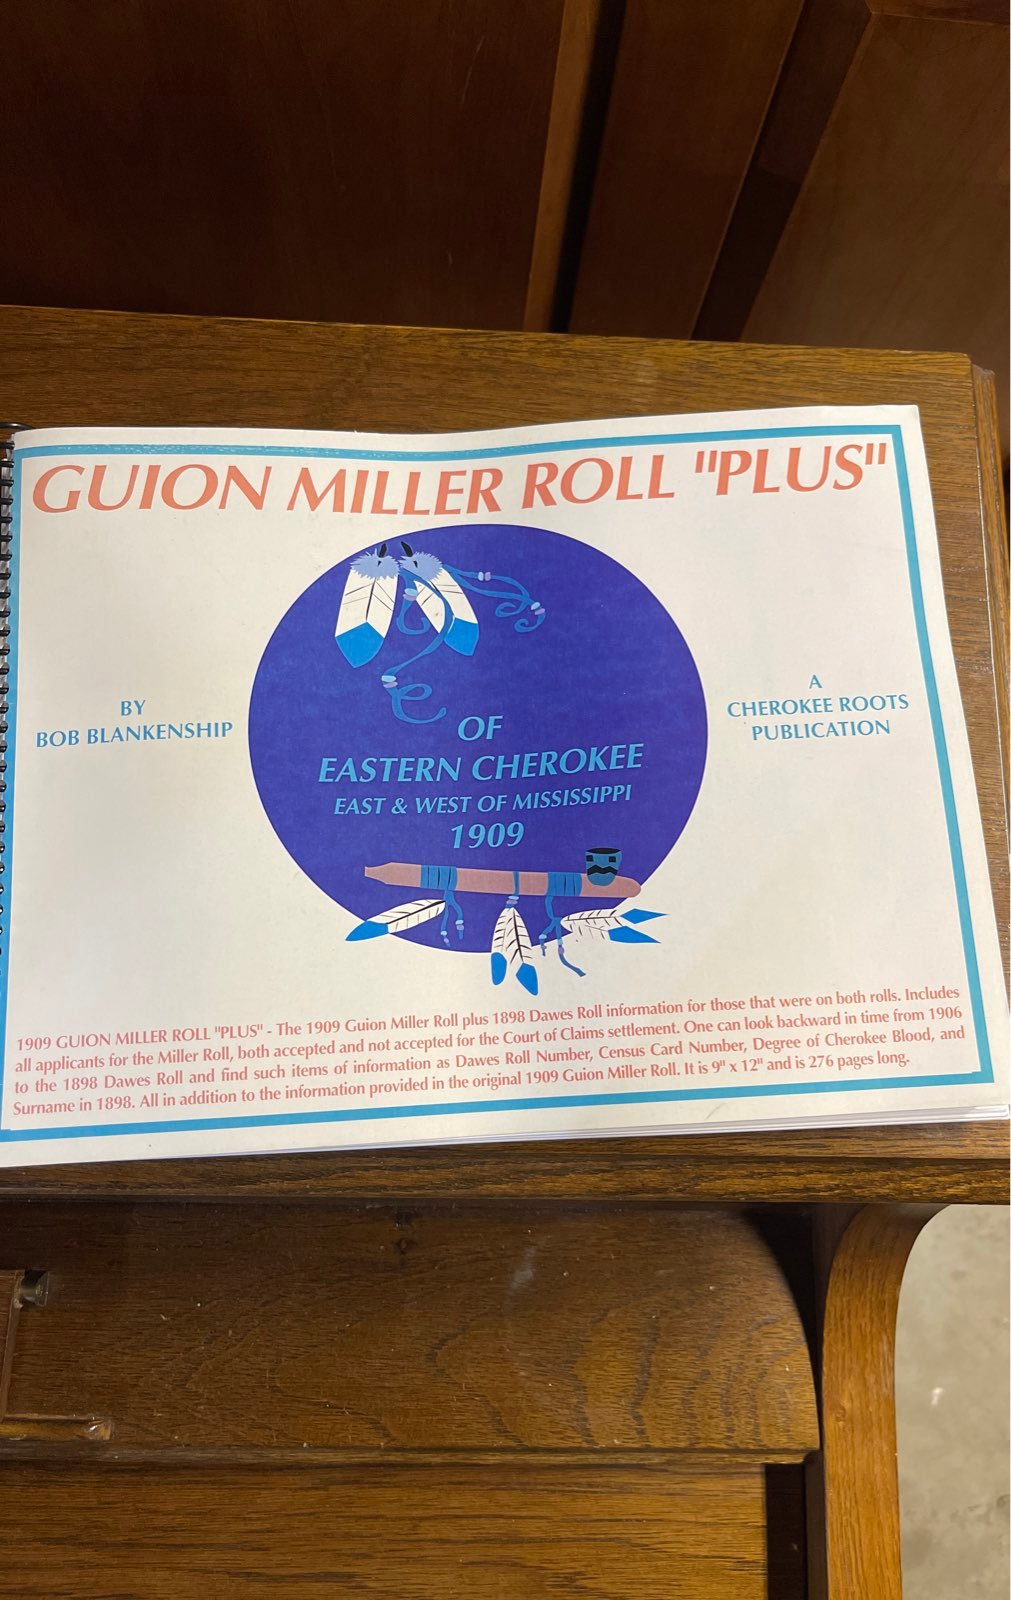 GUION MILLER ROLL "PLUS"
BY
BOB BLANKENSHIP
OF
EASTERN CHEROKEE
EAST & WEST OF MISSISSIPPI
1909
A
CHEROKEE ROOTS
PUBLICATION
1909 GUION MILLER ROLL "PLUS" - The 1909 Guion Miller Roll plus 1898 Dawes Roll information for those that were on both rolls. Includes
all applicants for the Miller Roll, both accepted and not accepted for the Court of Claims settlement. One can look backward in time from 1906
to the 1898 Dawes Roll and find such items of information as Dawes Roll Number, Census Card Number, Degree of Cherokee Blood, and
Surname in 1898. All in addition to the information provided in the original 1909 Guion Miller Roll. It is 9" x 12" and is 276 pages long.